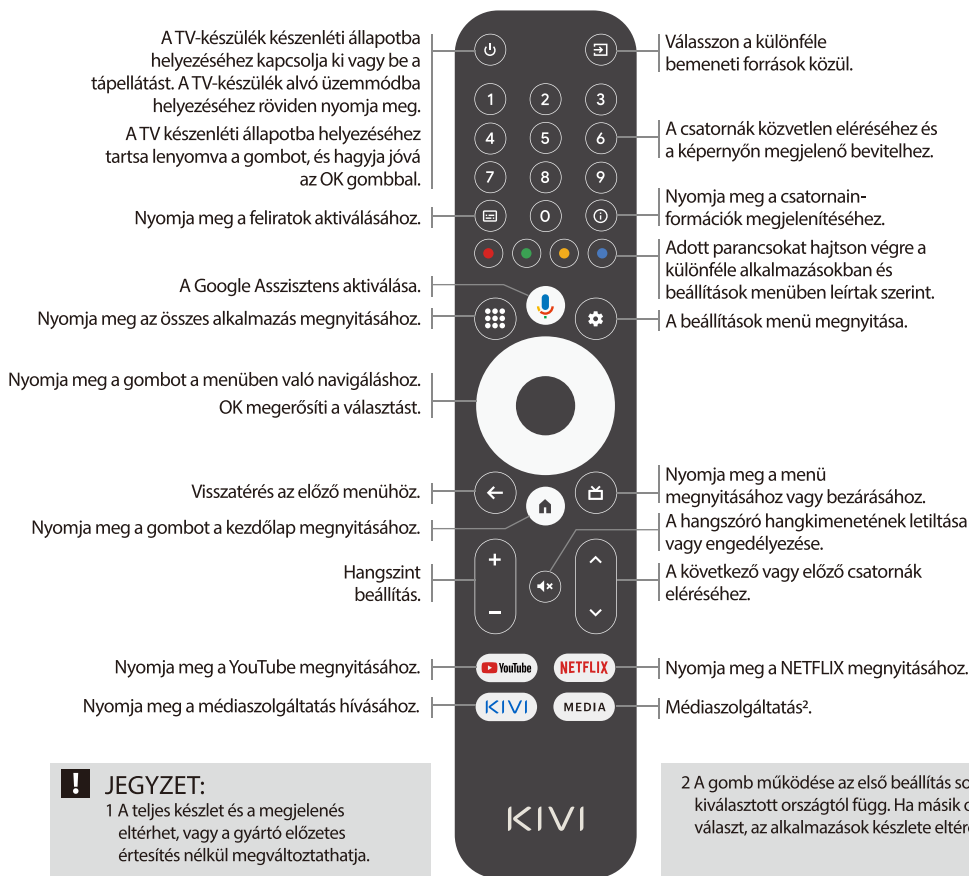 A TV-készülék készenléti állapotba
helyezéséhez kapcsolja ki vagy be a
tápellátást. A TV-készülék alvó üzemmódba
helyezéséhez röviden nyomja meg.
A TV készenléti állapotba helyezéséhez
tartsa lenyomva a gombot, és hagyja jóvá
az OK gombbal.
Nyomja meg a feliratok aktiválásához.
A Google Asszisztens aktiválása.
Nyomja meg az összes alkalmazás megnyitásához.
Nyomja meg a gombot a menüben való navigáláshoz.
OK megerősíti a választást.
Visszatérés az előző menühöz.
Nyomja meg a gombot a kezdőlap megnyitásához.
Hangszint
beállítás.
Nyomja meg a YouTube megnyitásához.
Nyomja meg a médiaszolgáltatás hívásához.
1 2 3
4 5 6
7 8 9
0
YouTube NETFLIX
KIVI MEDIA
KIVI
Válasszon a különféle
bemeneti források közül.
A csatornák közvetlen eléréséhez és
a képernyőn megjelenő bevitelhez.
Nyomja meg a csatornain-
formációk megjelenítéséhez.
Adott parancsokat hajtson végre a
különféle alkalmazásokban és
beállítások menüben leírtak szerint.
A beállítások menü megnyitása.
Nyomja meg a menü
megnyitásához vagy bezárásához.
A hangszóró hangkimenetének letiltása
vagy engedélyezése.
A következő vagy előző csatornák
eléréséhez.
Nyomja meg a NETFLIX megnyitásához.
Médiaszolgáltatás².
! JEGYZET:
1 A teljes készlet és a megjelenés
eltérhet, vagy a gyártó előzetes
értesítés nélkül megváltoztathatja.
2 A gomb működése az első beállítás
kiválasztott országtól függ. Ha másik
választ, az alkalmazások készlete